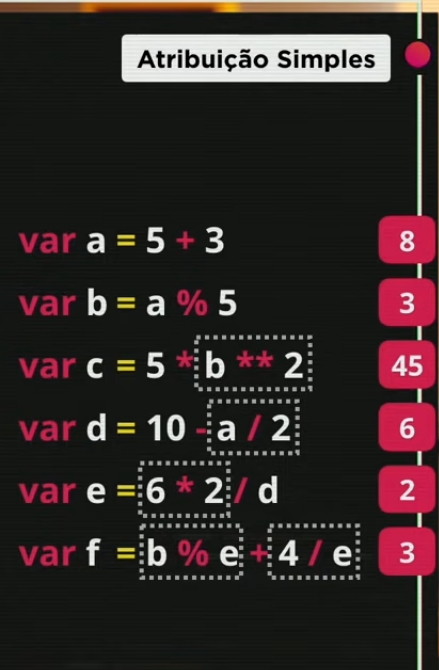 Atribuição Simples
var a = 5 + 3 8
var b = a % 5 3
var c = 5 * b ** 2 45
var d = 10 - a / 2 6
var e = 6 * 2 / d 2
var f = b % e + 4 / e 3